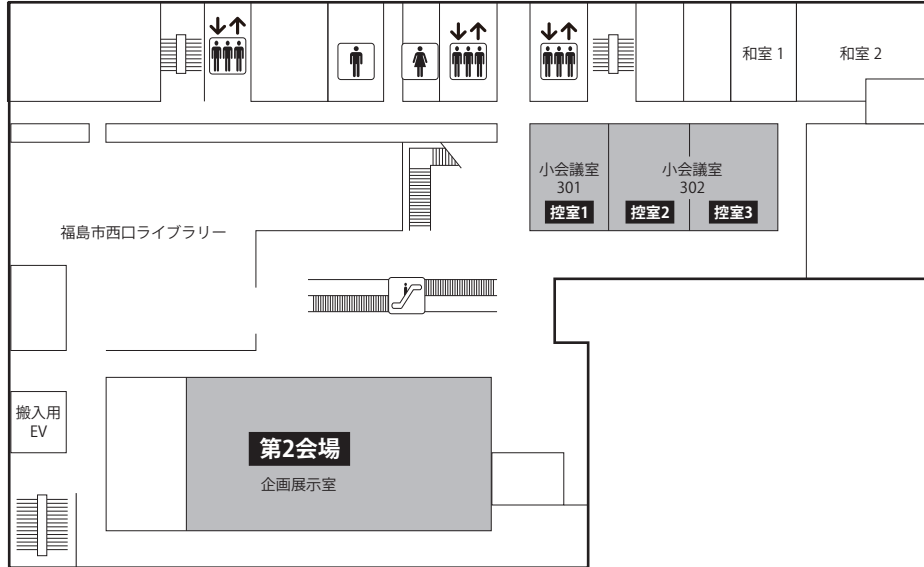 和室 1
和室 2
小会議室
301
小会議室
302
控室1
控室2
控室3
福島市西口ライブラリー
搬入用
EV
第2会場
企画展示室